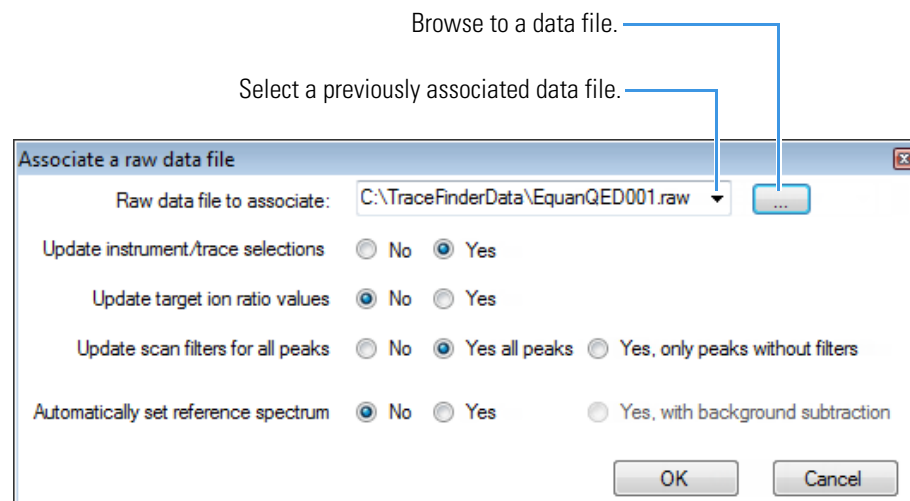 Browse to a data file.
Select a previously associated data file.
Associate a raw data file
Raw data file to associate: C:\TraceFinderData\EquanQED001.raw ...
Update instrument/trace selections No Yes
Update target ion ratio values No Yes
Update scan filters for all peaks No Yes all peaks Yes, only peaks without filters
Automatically set reference spectrum No Yes Yes, with background subtraction
OK Cancel